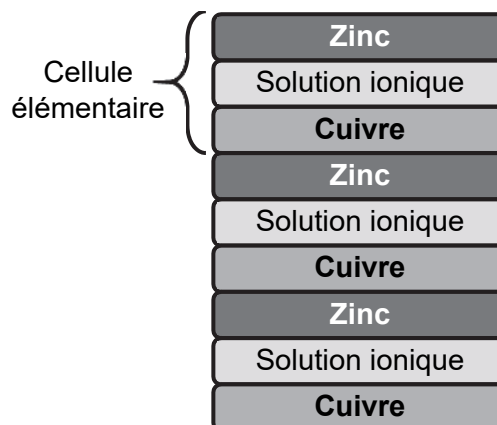 Cellule
élémentaire
Zinc
Solution ionique
Cuivre
Zinc
Solution ionique
Cuivre
Zinc
Solution ionique
Cuivre